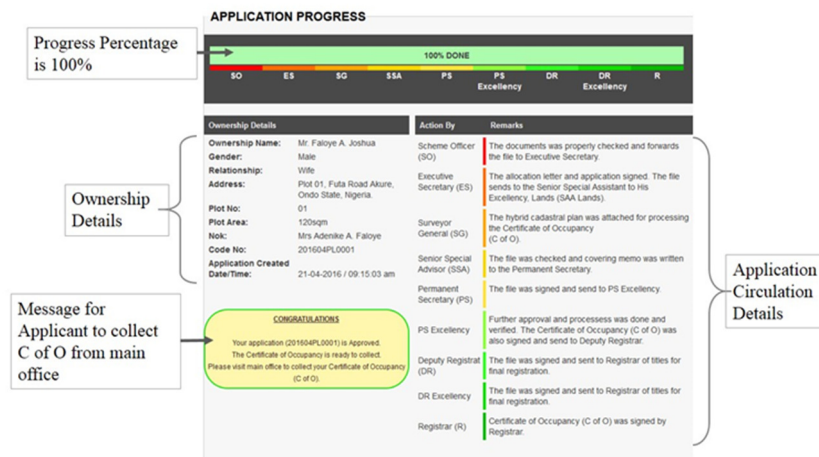 APPLICATION PROGRESS
Progress Percentage
is 100%
100% DONE
SO ES SG SSA PS PS DR DR R
Excellency Excellency
Ownership Details
Ownership Name: Mr. Faloye A. Joshua
Gender: Male
Relationship: Wife
Address: Plot 01, Futa Road Akure,
Ondo State, Nigeria.
Plot No: 01
Plot Area: 120sqm
Nok: Mrs Adenike A. Faloye
Code No: 201604PL0001
Application Created
Date/Time: 21-04-2016 / 09:15:03 am
Ownership
Details
Message for
Applicant to collect
C of O from main
office
CONGRATULATIONS
Your application (201604PL0001) is Approved.
The Certificate of Occupancy is ready to collect.
Please visit main office to collect your Certificate of Occupancy
(C of O).
Action By Remarks
Scheme Officer
(SO)
The documents was properly checked and forwards
the file to Executive Secretary.
Executive
Secretary (ES)
The allocation letter and application signed. The file
sends to the Senior Special Assistant to His
Excellency, Lands (SAA Lands).
Surveyor
General (SG)
The hybrid cadastral plan was attached for processing
the Certificate of Occupancy
(C of O).
Senior Special
Advisor (SSA)
The file was checked and covering memo was written
to the Permanent Secretary.
Permanent
Secretary (PS)
The file was signed and send to PS Excellency.
PS Excellency
Further approval and processess was done and
verified. The Certificate of Occupancy (C of O) was
also signed and send to Deputy Registrar.
Deputy Registrat
(DR)
The file was signed and sent to Registrar of titles for
final registration.
DR Excellency
The file was signed and sent to Registrar of titles for
final registration.
Registrar (R)
Certificate of Occupancy (C of O) was signed by
Registrar.
Application
Circulation
Details